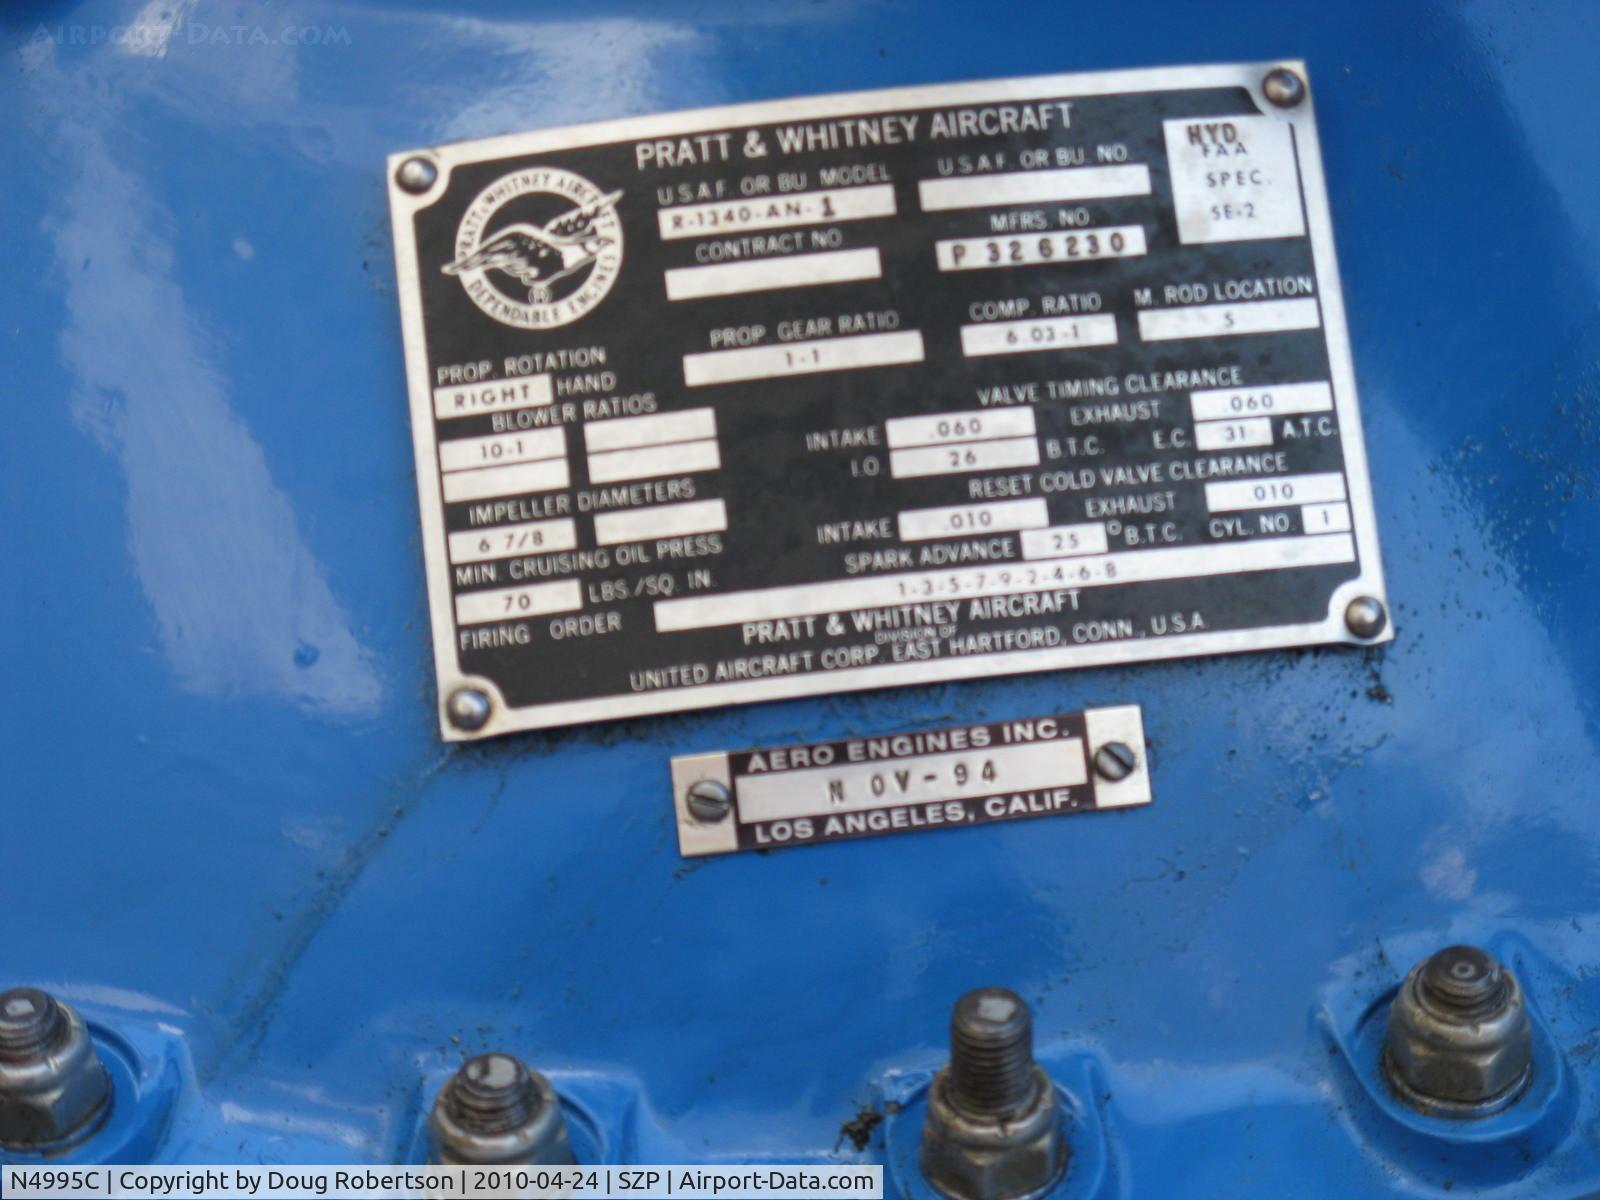 AIRPORT-DATA.COM
PRATT & WHITNEY AIRCRAFT
PRATT & WHITNEY AIRCRAFT
DEPENDABLE ENGINES
U.S.A.F. OR BU. MODEL
R-1340-AN-1
U.S.A.F. OR BU. NO.
HYD
FAA
SPEC.
SE-2
CONTRACT NO
MFRS. NO.
P 326230
PROP. GEAR RATIO
1-1
COMP. RATIO
6.03-1
M. ROD LOCATION
5
PROP. ROTATION
RIGHT HAND
BLOWER RATIOS
10-1
IMPELLER DIAMETERS
6 7/8
MIN. CRUISING OIL PRESS
70 LBS./SQ. IN.
VALVE TIMING CLEARANCE
INTAKE .060 EXHAUST .060
I.O. 26 B.T.C. E.C. 31 A.T.C.
RESET COLD VALVE CLEARANCE
INTAKE .010 EXHAUST .010
SPARK ADVANCE 25 ° B.T.C. CYL. NO. 1
FIRING ORDER 1-3-5-7-9-2-4-6-8
PRATT & WHITNEY AIRCRAFT
DIVISION OF
UNITED AIRCRAFT CORP. EAST HARTFORD, CONN., U.S.A.
AERO ENGINES INC.
N OV-94
LOS ANGELES, CALIF.
N4995C | Copyright by Doug Robertson | 2010-04-24 | SZP | Airport-Data.com